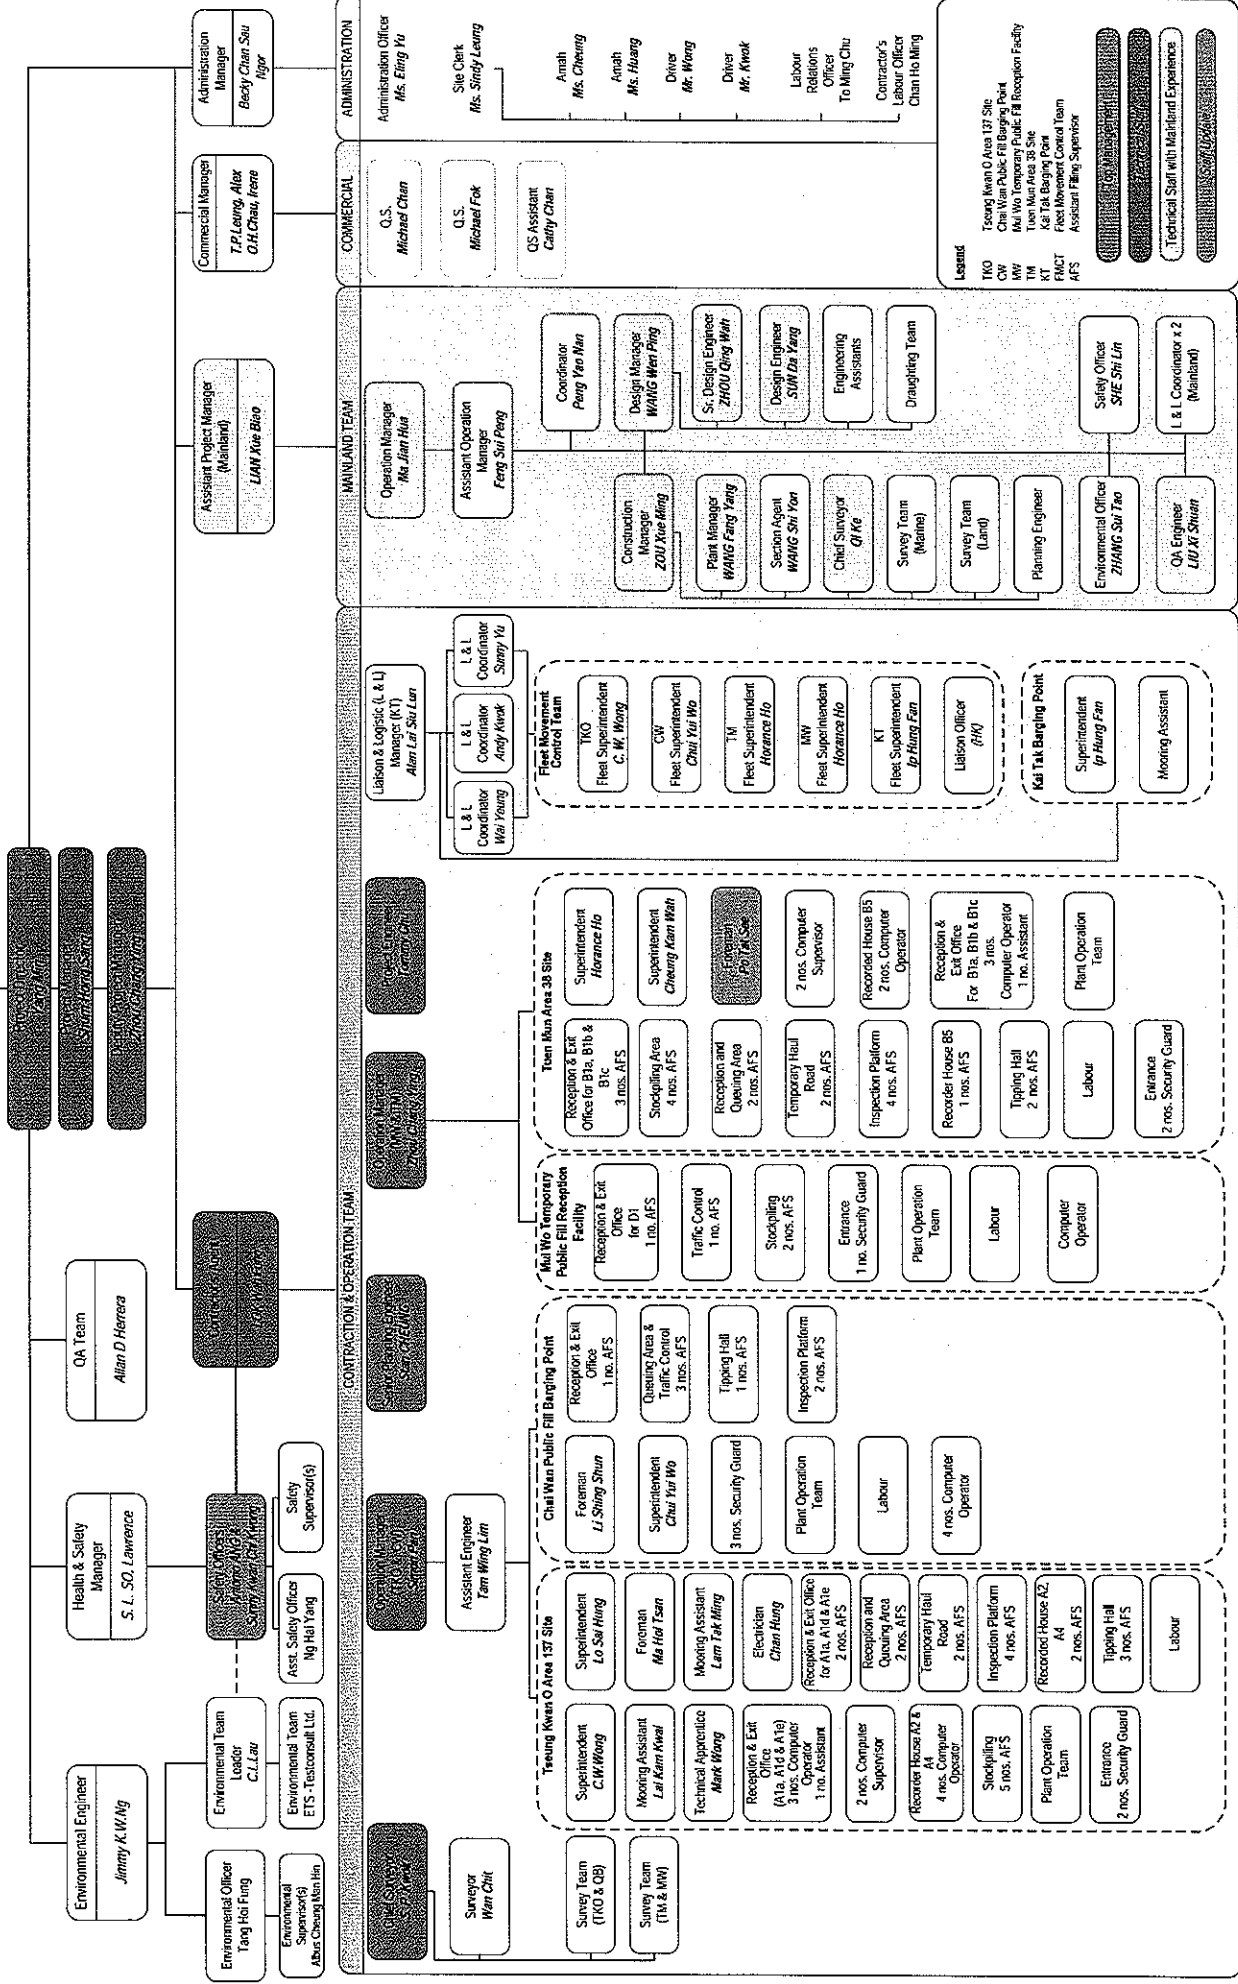 Project Director
Project Manager
Deputy Project Manager
Environmental Engineer
Jimmy K.W.Ng
Health & Safety
Manager
S. L. SO, Lawrence
QA Team
Allan D Herrera
Assistant Project Manager
(Mainland)
LIAN Xue Biao
Commercial Manager
T.P.Leung, Alex
O.H.Chau, Irene
Administration
Manager
Becky Chan Sau
Ngor
Environmental Officer
Tang Hoi Fung
Environmental
Supervisor(s)
Albus Cheung Man Hin
Environmental Team
Leader
C.L.Lau
Environmental Team
ETS -Testconsult Ltd.
Safety Officers
Asst. Safety Officer
Ng Hai Yang
Safety
Supervisor(s)
Contractor's Agent
CONTRACTION & OPERATION TEAM
MAINLAND TEAM
COMMERCIAL
ADMINISTRATION
Chief Surveyor
Surveyor
Wan Chit
Survey Team
(TKO & QB)
Survey Team
(TM & MW)
Operation Manager
Assistant Engineer
Tam Wing Lim
Operation Manager
Project Engineer
Tseung Kwan O Area 137 Site
Superintendent
C.W.Wong
Mooring Assistant
Lai Kam Kwai
Technical Apprentice
Mark Wong
Reception & Exit
Office
(A1a, A1d & A1e)
3 nos. Computer
Operator
1 no. Assistant
2 nos. Computer
Supervisor
Recorder House A2 &
A4
4 nos. Computer
Operator
Stockpiling
5 nos. AFS
Plant Operation
Team
Entrance
2 nos. Security Guard
Superintendent
Lo Sai Hung
Foreman
Ma Hoi Tsan
Mooring Assistant
Lam Tak Ming
Electrician
Chan Hung
Reception & Exit Office
for A1a, A1d & A1e
2 nos. AFS
Reception and
Queuing Area
2 nos. AFS
Temporary Haul
Road
2 nos. AFS
Inspection Platform
4 nos. AFS
Recorded House A2,
A4
2 nos. AFS
Tipping Hall
3 nos. AFS
Labour
Chai Wan Public Fill Barging Point
Foreman
Li Shing Shun
Superintendent
Chui Yui Wo
3 nos. Security Guard
Plant Operation
Team
Labour
4 nos. Computer
Operator
Reception & Exit
Office
1 no. AFS
Queuing Area &
Traffic Control
3 nos. AFS
Tipping Hall
1 nos. AFS
Inspection Platform
2 nos. AFS
Mui Wo Temporary
Public Fill Reception
Facility
Reception & Exit
Office
for D1
1 no. AFS
Traffic Control
1 no. AFS
Stockpiling
2 nos. AFS
Entrance
1 no. Security Guard
Plant Operation
Team
Labour
Computer
Operator
Tuen Mun Area 38 Site
Reception & Exit
Office for B1a, B1b &
B1c
3 nos. AFS
Stockpiling Area
4 nos. AFS
Reception and
Queuing Area
2 nos. AFS
Temporary Haul
Road
2 nos. AFS
Inspection Platform
4 nos. AFS
Recorder House B5
1 nos. AFS
Tipping Hall
2 nos. AFS
Labour
Entrance
2 nos. Security Guard
Superintendent
Horance Ho
Superintendent
Cheung Kam Wah
Foreman
Po Tai See
2 nos. Computer
Supervisor
Recorded House B5
2 nos. Computer
Operator
Reception &
Exit Office
For B1a, B1b & B1c
3 nos.
Computer Operator
1 no. Assistant
Plant Operation
Team
Liaison & Logistic (L & L)
Manager (KT)
Alan Lai Siu Lun
L & L
Coordinator
Wai Yeung
L & L
Coordinator
Andy Kwok
L & L
Coordinator
Sunny Yu
Fleet Movement
Control Team
TKO
Fleet Superintendent
C. W. Wong
CW
Fleet Superintendent
Chui Yui Wo
TM
Fleet Superintendent
Horance Ho
MW
Fleet Superintendent
Horance Ho
KT
Fleet Superintendent
Ip Hung Fan
Liaison Officer
(HK)
Kai Tak Barging Point
Superintendent
Ip Hung Fan
Mooring Assistant
Operation Manager
Ma Jian Hua
Assistant Operation
Manager
Feng Sui Peng
Coordinator
Peng Yao Nan
Construction
Manager
ZOU Xue Ming
Design Manager
WANG Wen Ping
Plant Manager
WANG Fang Yang
Section Agent
WANG Shi Yon
Chief Surveyor
QI Ke
Survey Team
(Marine)
Survey Team
(Land)
Planning Engineer
Sr. Design Engineer
ZHOU Qing Wah
Design Engineer
SUN Da Yang
Engineering
Assistants
Draughting Team
Environmental Officer
ZHANG Sui Tao
Safety Officer
SHE Shi Lin
QA Engineer
LIU Xi Shuan
L & L Coordinator x 2
(Mainland)
Q.S.
Michael Chan
Q.S.
Michael Fok
QS Assistant
Cathy Chan
Administration Officer
Ms. Eling Yu
Site Clerk
Ms. Sindy Leung
Amah
Ms. Cheung
Amah
Ms. Huang
Driver
Mr. Wong
Driver
Mr. Kwok
Labour
Relations
Officer
To Ming Chu
Contractor's
Labour Officer
Chan Ho Ming
Legend
TKO Tseung Kwan O Area 137 Site
CW Chai Wan Public Fill Barging Point
MW Mui Wo Temporary Public Fill Reception Facility
TM Tuen Mun Area 38 Site
KT Kai Tak Barging Point
FMCT Fleet Movement Control Team
AFS Assistant Filling Supervisor
Top Management
Technical Staff with Mainland Experience